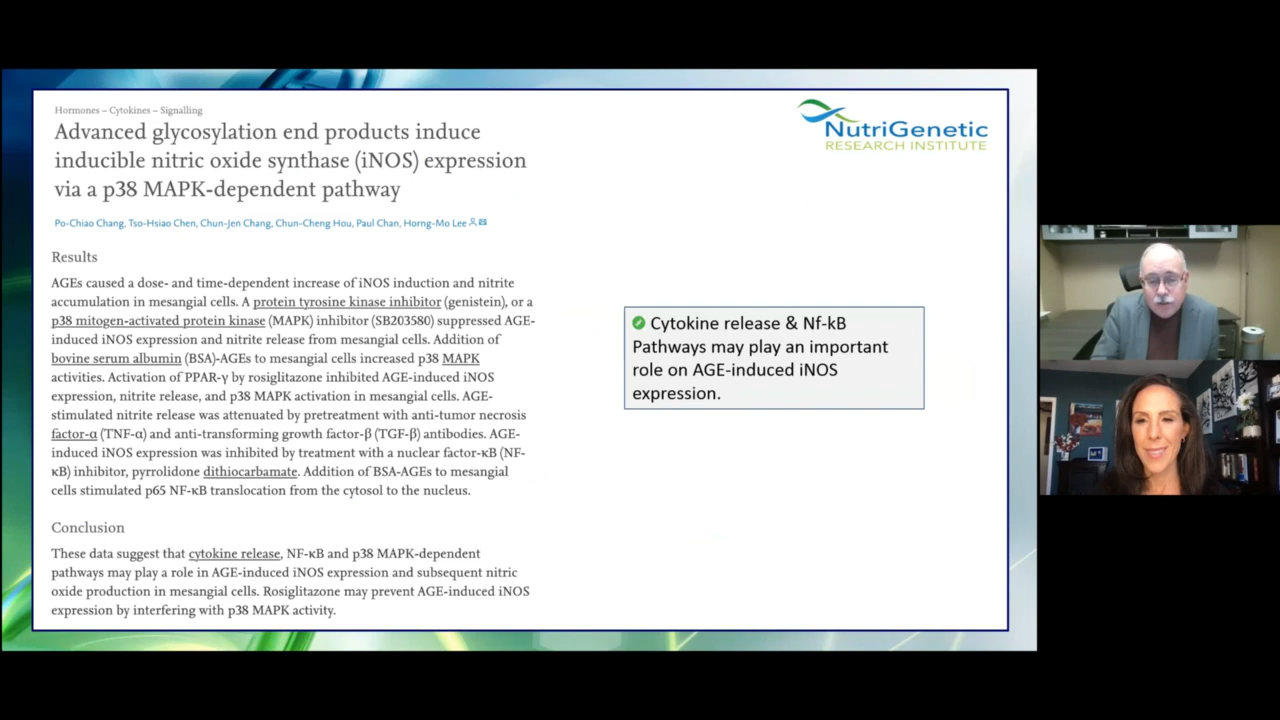 Hormones – Cytokines – Signalling
Advanced glycosylation end products induce
inducible nitric oxide synthase (iNOS) expression
via a p38 MAPK-dependent pathway
Po-Chiao Chang, Tso-Hsiao Chen, Chun-Jen Chang, Chun-Cheng Hou, Paul Chan, Horng-Mo Lee
Results
AGEs caused a dose- and time-dependent increase of iNOS induction and nitrite
accumulation in mesangial cells. A protein tyrosine kinase inhibitor (genistein), or a
p38 mitogen-activated protein kinase (MAPK) inhibitor (SB203580) suppressed AGE-
induced iNOS expression and nitrite release from mesangial cells. Addition of
bovine serum albumin (BSA)-AGEs to mesangial cells increased p38 MAPK
activities. Activation of PPAR-γ by rosiglitazone inhibited AGE-induced iNOS
expression, nitrite release, and p38 MAPK activation in mesangial cells. AGE-
stimulated nitrite release was attenuated by pretreatment with anti-tumor necrosis
factor-α (TNF-α) and anti-transforming growth factor-β (TGF-β) antibodies. AGE-
induced iNOS expression was inhibited by treatment with a nuclear factor-κB (NF-
κB) inhibitor, pyrrolidone dithiocarbamate. Addition of BSA-AGEs to mesangial
cells stimulated p65 NF-κB translocation from the cytosol to the nucleus.
Conclusion
These data suggest that cytokine release, NF-κB and p38 MAPK-dependent
pathways may play a role in AGE-induced iNOS expression and subsequent nitric
oxide production in mesangial cells. Rosiglitazone may prevent AGE-induced iNOS
expression by interfering with p38 MAPK activity.
NutriGenetic
RESEARCH INSTITUTE
Cytokine release & Nf-kB
Pathways may play an important
role on AGE-induced iNOS
expression.